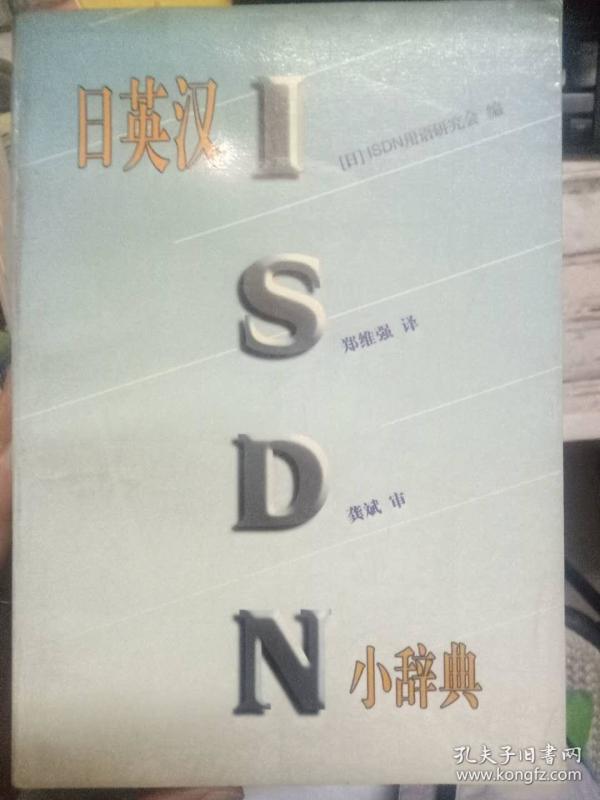 日英汉
I
S
D
N
小辞典
[日]ISDN用语研究会 编
郑维强 译
龚斌 审
孔夫子旧书网
www.kongfz.com